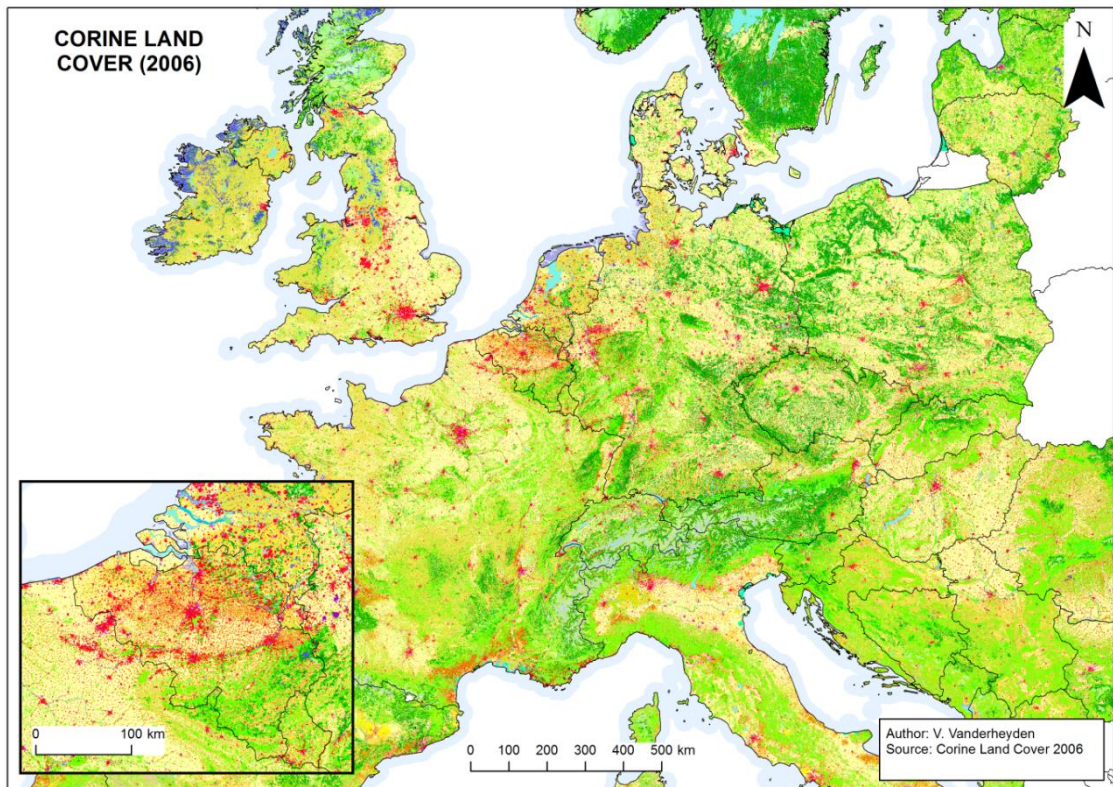 CORINE LAND
COVER (2006)
N
0 100 km
0 100 200 300 400 500 km
Author: V. Vanderheyden
Source: Corine Land Cover 2006